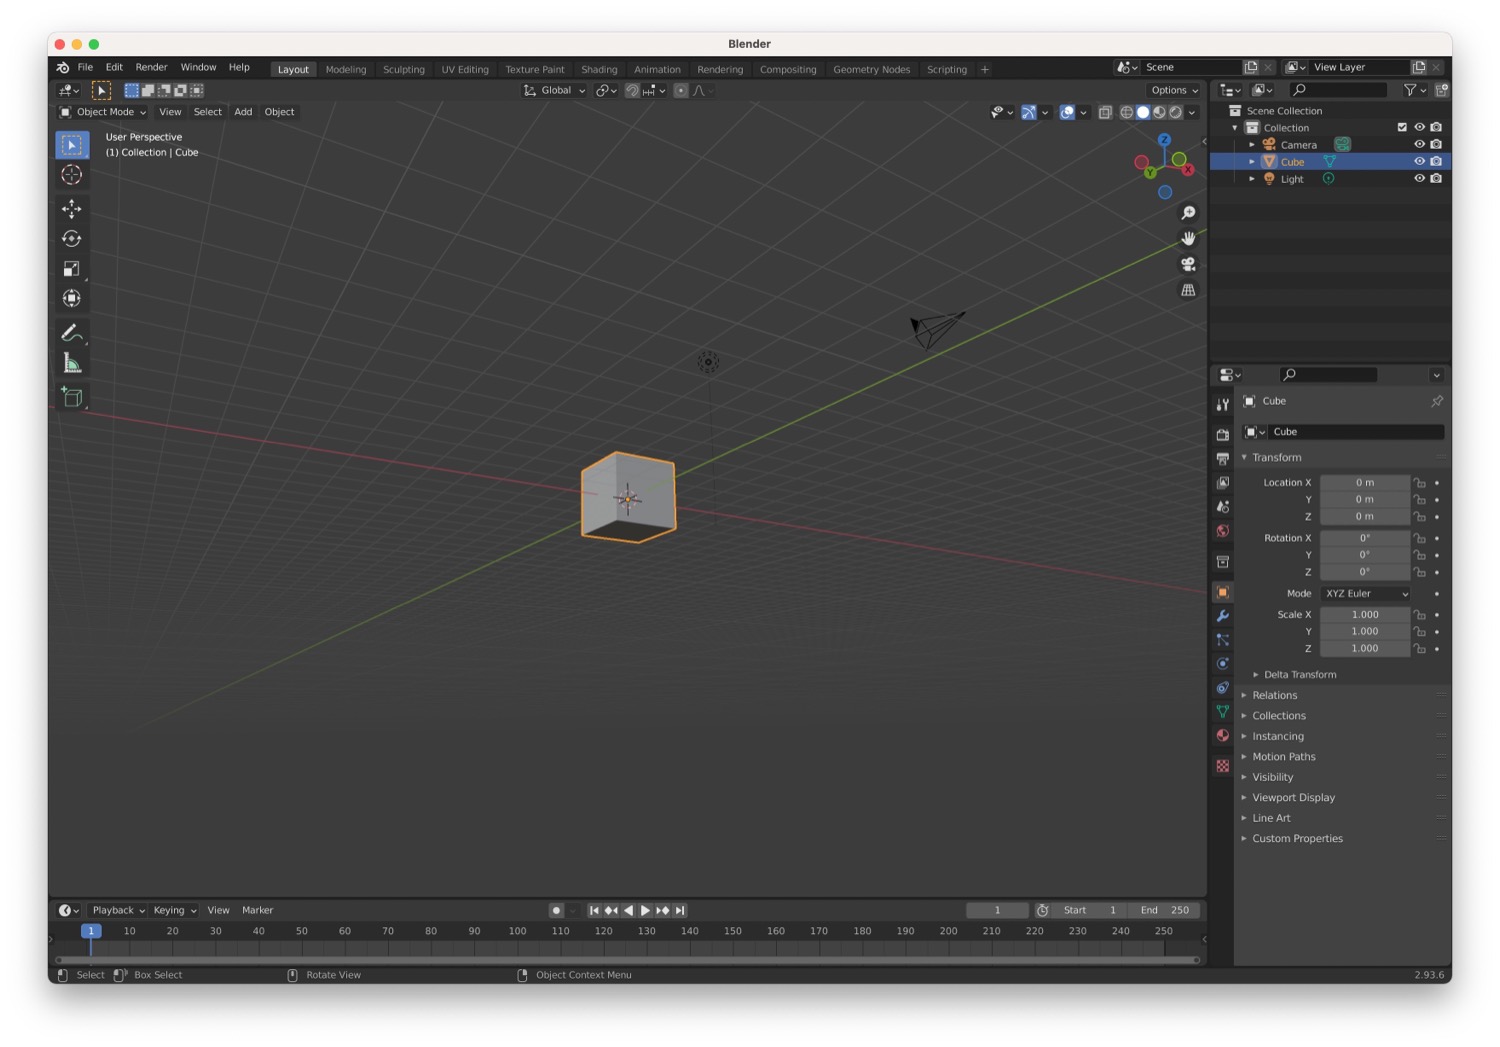 Blender
File Edit Render Window Help Layout Modeling Sculpting UV Editing Texture Paint Shading Animation Rendering Compositing Geometry Nodes Scripting + Scene View Layer
Global Options
Object Mode View Select Add Object
User Perspective
(1) Collection | Cube
Z
Y
X
Scene Collection
Collection
Camera
Cube
Light
Cube
Cube
Transform
Location X 0 m
Y 0 m
Z 0 m
Rotation X 0°
Y 0°
Z 0°
Mode XYZ Euler
Scale X 1.000
Y 1.000
Z 1.000
Delta Transform
Relations
Collections
Instancing
Motion Paths
Visibility
Viewport Display
Line Art
Custom Properties
Playback Keying View Marker 1 Start 1 End 250
1 10 20 30 40 50 60 70 80 90 100 110 120 130 140 150 160 170 180 190 200 210 220 230 240 250
Select Box Select Rotate View Object Context Menu 2.93.6